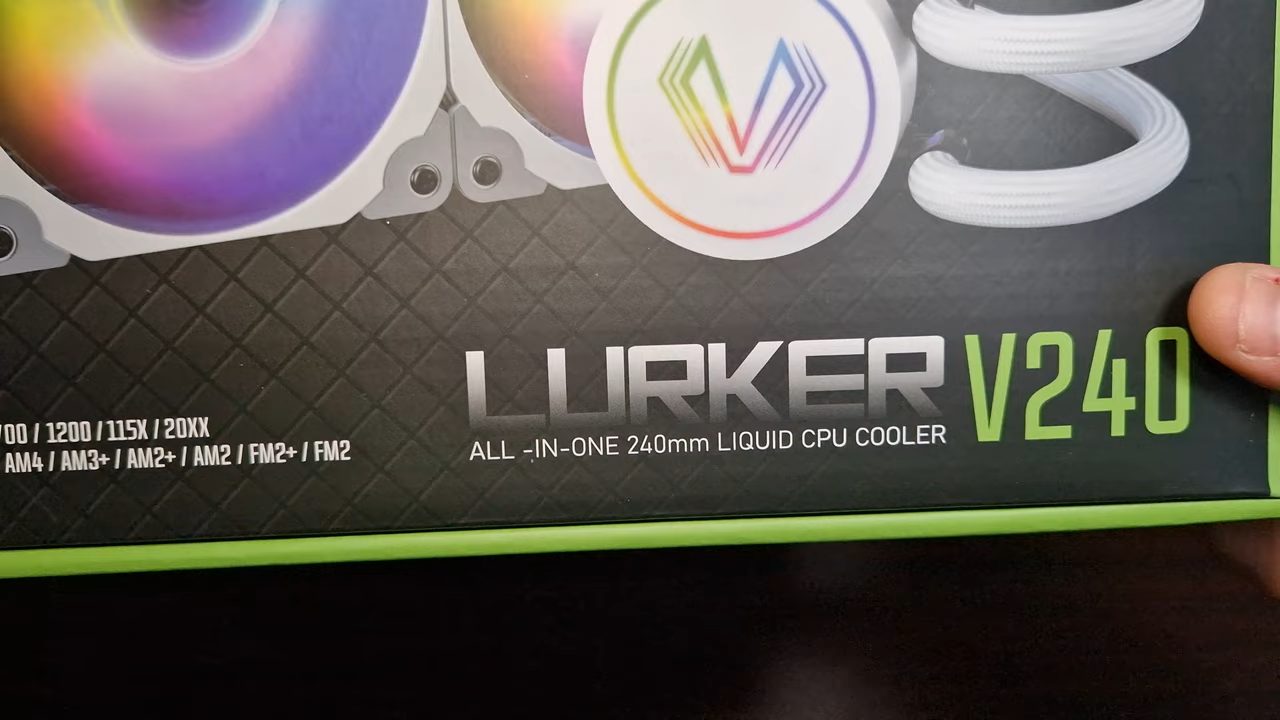 00 / 1200 / 115X / 20XX
AM4 / AM3+ / AM2+ / AM2 / FM2+ / FM2
LURKER V240
ALL -IN-ONE 240mm LIQUID CPU COOLER